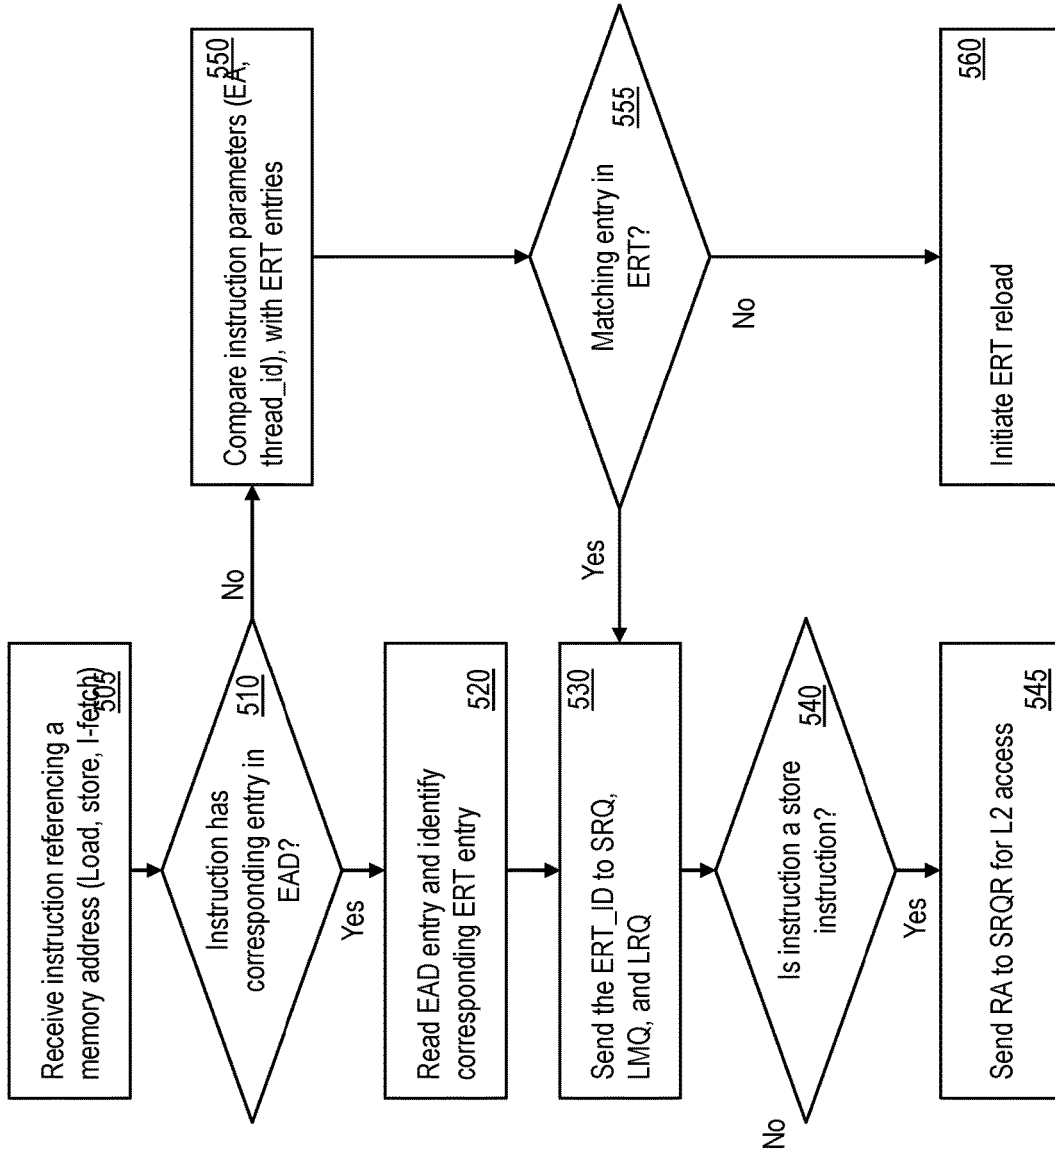 Receive instruction referencing a
memory address (Load, store, I-fetch)
505
Instruction has
corresponding entry in
EAD?
510
No
Yes
Read EAD entry and identify
corresponding ERT entry
520
Send the ERT_ID to SRQ,
LMQ, and LRQ
530
Is instruction a store
instruction?
540
No
Yes
Send RA to SRQR for L2 access
545
Compare instruction parameters (EA,
thread_id), with ERT entries
550
Matching entry in
ERT?
555
Yes
No
Initiate ERT reload
560